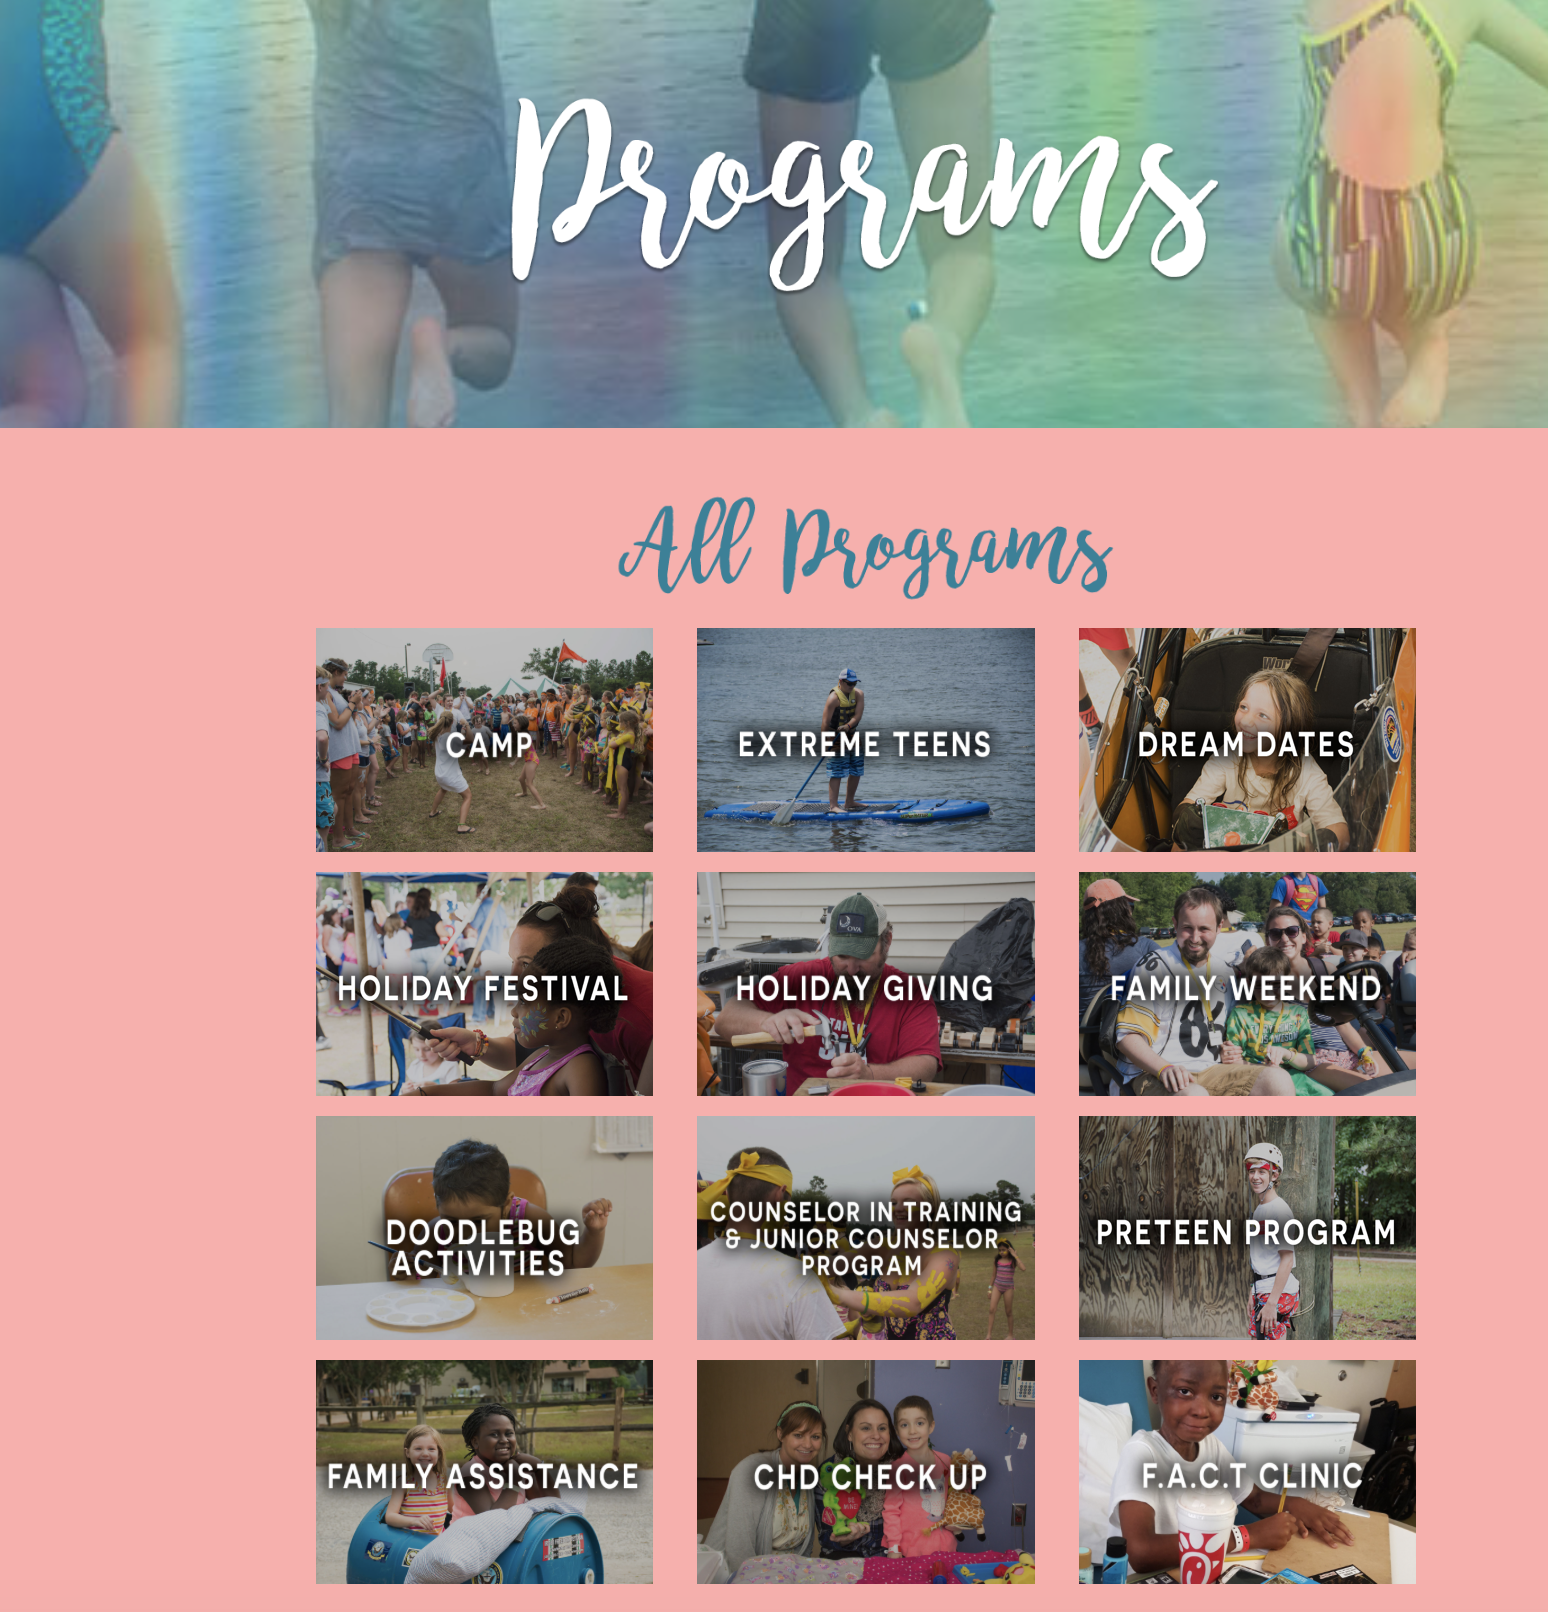 Programs
All Programs
CAMP
EXTREME TEENS
DREAM DATES
HOLIDAY FESTIVAL
HOLIDAY GIVING
FAMILY WEEKEND
DOODLEBUG
ACTIVITIES
COUNSELOR IN TRAINING
& JUNIOR COUNSELOR
PROGRAM
PRETEEN PROGRAM
FAMILY ASSISTANCE
CHD CHECK UP
F.A.C.T CLINIC